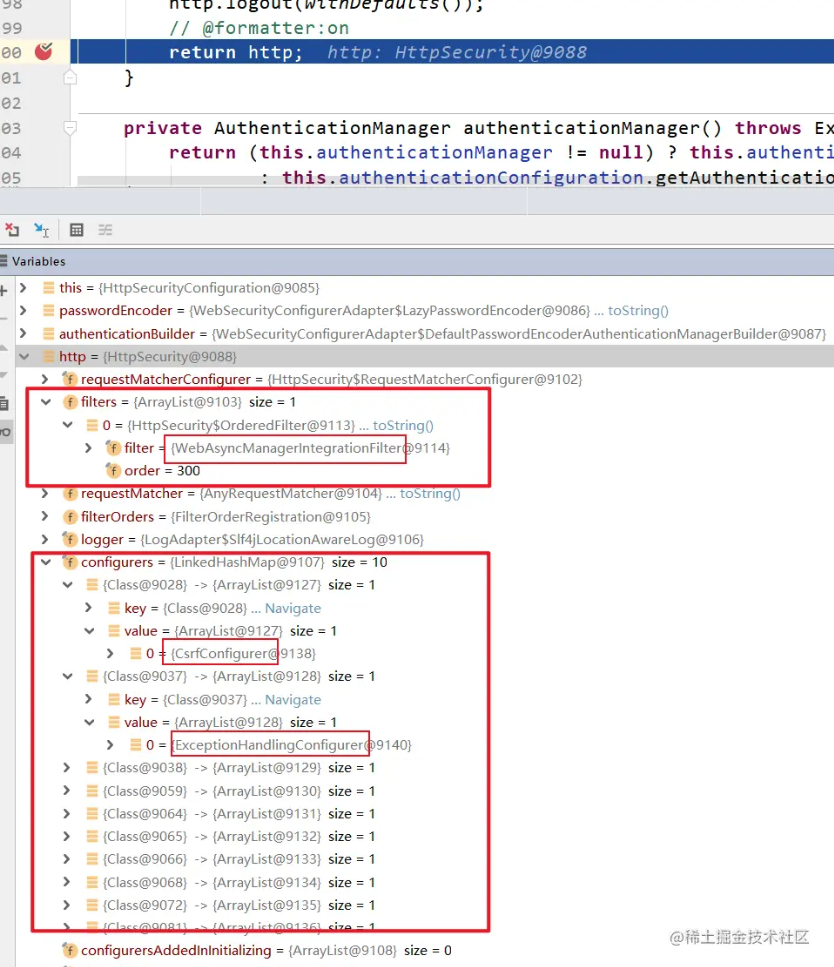 98 http.logout(withDefaults());
99 // @formatter:on
00 return http; http: HttpSecurity@9088
01 }
02
03 private AuthenticationManager authenticationManager() throws Ex
04 return (this.authenticationManager != null) ? this.authenti
05 : this.authenticationConfiguration.getAuthenticatio
Variables
this = {HttpSecurityConfiguration@9085}
passwordEncoder = {WebSecurityConfigurerAdapter$LazyPasswordEncoder@9086} ... toString()
authenticationBuilder = {WebSecurityConfigurerAdapter$DefaultPasswordEncoderAuthenticationManagerBuilder@9087}
http = {HttpSecurity@9088}
requestMatcherConfigurer = {HttpSecurity$RequestMatcherConfigurer@9102}
filters = {ArrayList@9103} size = 1
0 = {HttpSecurity$OrderedFilter@9113} ... toString()
filter = {WebAsyncManagerIntegrationFilter@9114}
order = 300
requestMatcher = {AnyRequestMatcher@9104} ... toString()
filterOrders = {FilterOrderRegistration@9105}
logger = {LogAdapter$Slf4jLocationAwareLog@9106}
configurers = {LinkedHashMap@9107} size = 10
{Class@9028} -> {ArrayList@9127} size = 1
key = {Class@9028} ... Navigate
value = {ArrayList@9127} size = 1
0 = {CsrfConfigurer@9138}
{Class@9037} -> {ArrayList@9128} size = 1
key = {Class@9037} ... Navigate
value = {ArrayList@9128} size = 1
0 = {ExceptionHandlingConfigurer@9140}
{Class@9038} -> {ArrayList@9129} size = 1
{Class@9059} -> {ArrayList@9130} size = 1
{Class@9064} -> {ArrayList@9131} size = 1
{Class@9065} -> {ArrayList@9132} size = 1
{Class@9066} -> {ArrayList@9133} size = 1
{Class@9068} -> {ArrayList@9134} size = 1
{Class@9072} -> {ArrayList@9135} size = 1
{Class@9081} -> {ArrayList@9136} size = 1
configurersAddedInInitializing = {ArrayList@9108} size = 0
@稀土掘金技术社区